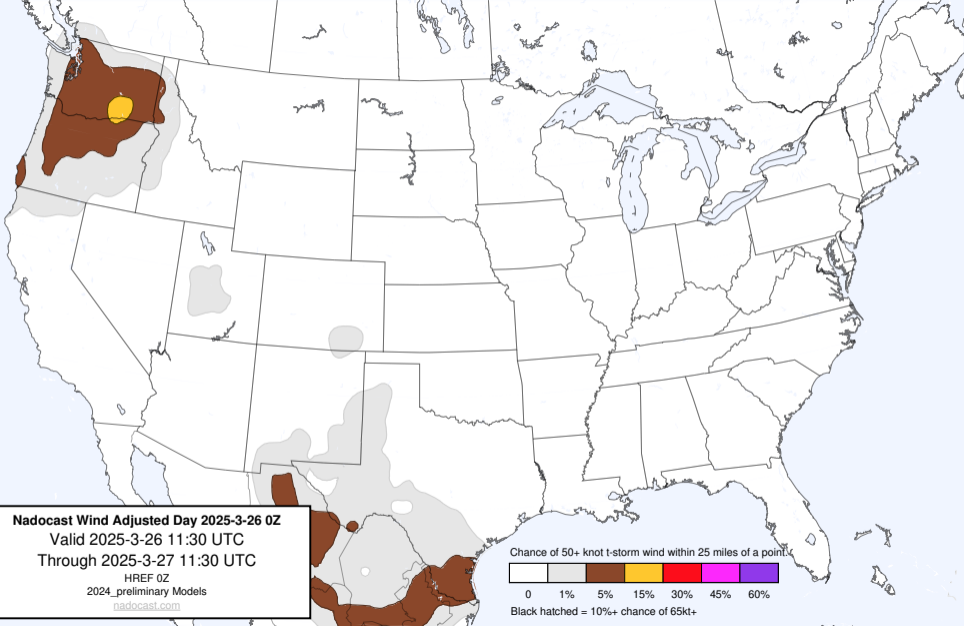 Nadocast Wind Adjusted Day 2025-3-26 0Z
Valid 2025-3-26 11:30 UTC
Through 2025-3-27 11:30 UTC
HREF 0Z
2024_preliminary Models
nadocast.com
Chance of 50+ knot t-storm wind within 25 miles of a point.
0 1% 5% 15% 30% 45% 60%
Black hatched = 10%+ chance of 65kt+